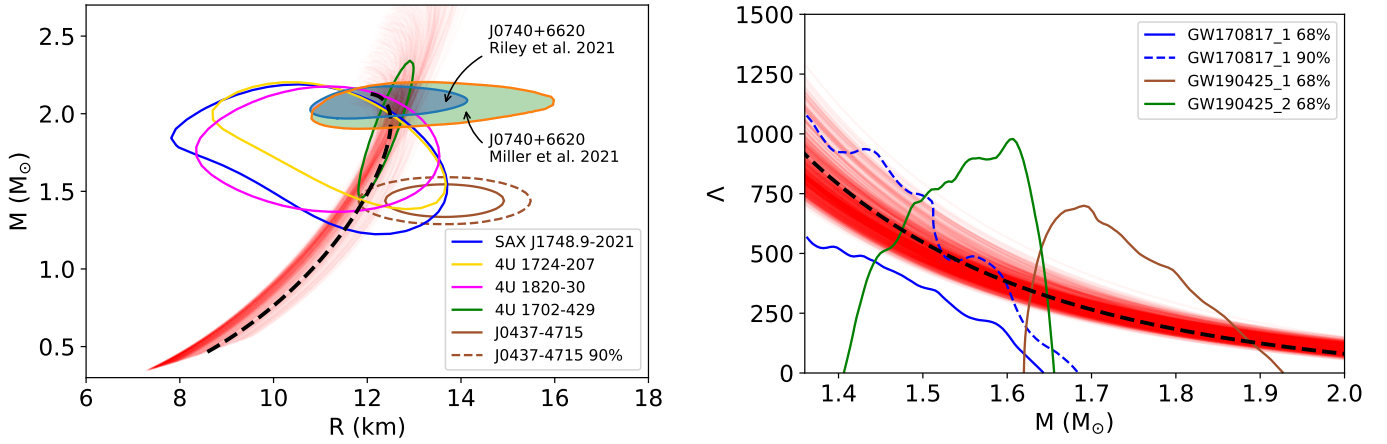 J0740+6620
Riley et al. 2021
J0740+6620
Miller et al. 2021
2.5
2.0
1.5
1.0
0.5
M (M⊙)
SAX J1748.9-2021
4U 1724-207
4U 1820-30
4U 1702-429
J0437-4715
J0437-4715 90%
6 8 10 12 14 16 18
R (km)
GW170817_1 68%
GW170817_1 90%
GW190425_1 68%
GW190425_2 68%
1500
1250
1000
750
500
250
0
Λ
1.4 1.5 1.6 1.7 1.8 1.9 2.0
M (M⊙)